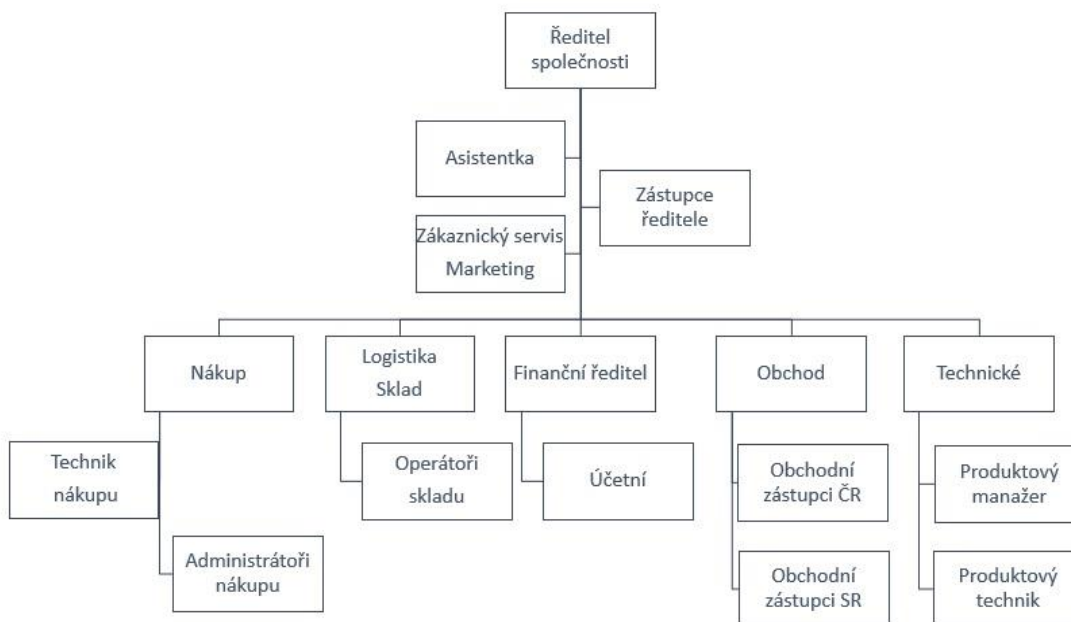 Ředitel
společnosti
Asistentka
Zástupce
ředitele
Zákaznický servis
Marketing
Nákup
Logistika
Sklad
Finanční ředitel
Obchod
Technické
Technik
nákupu
Operátoři
skladu
Účetní
Obchodní
zástupci ČR
Produktový
manažer
Administrátoři
nákupu
Obchodní
zástupci SR
Produktový
technik